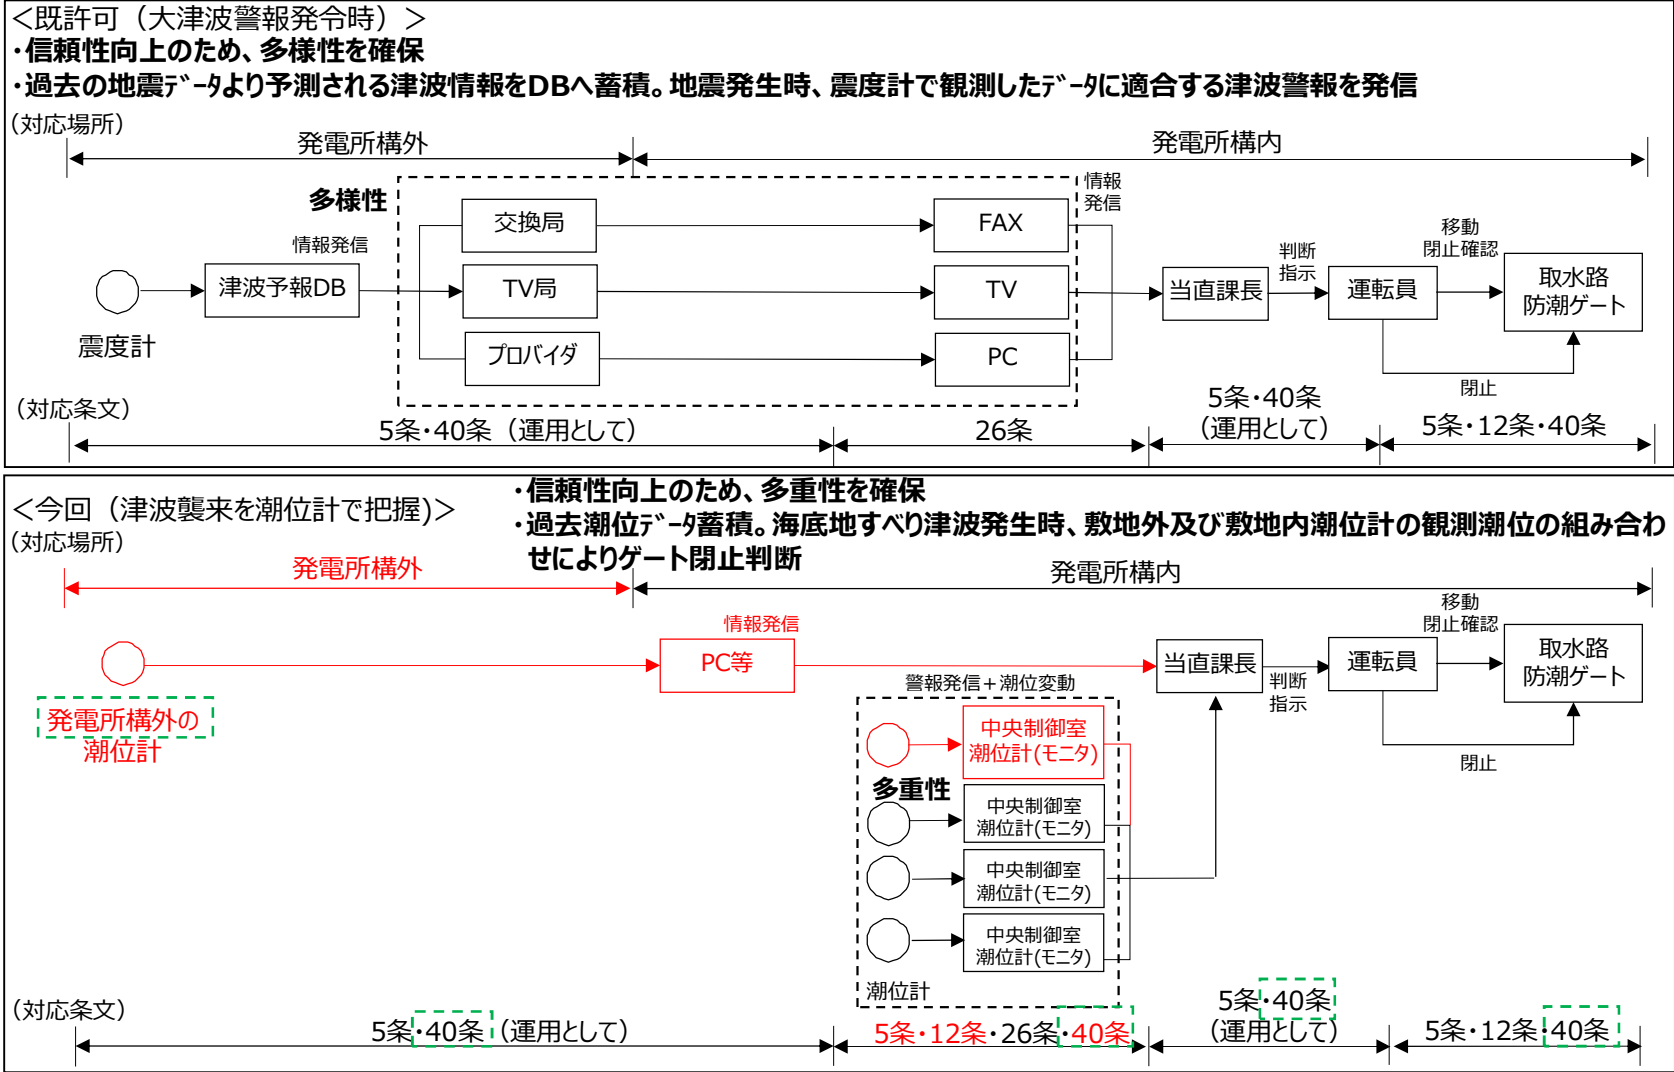 ＜既許可（大津波警報発令時）＞
・信頼性向上のため、多様性を確保
・過去の地震ﾃﾞｰﾀより予測される津波情報をDBへ蓄積。地震発生時、震度計で観測したﾃﾞｰﾀに適合する津波警報を発信
（対応場所）
発電所構外
発電所構内
多様性
情報発信
交換局
FAX
情報
発信
震度計
津波予報DB
TV局
TV
当直課長
判断
指示
運転員
移動
閉止確認
取水路
防潮ゲート
プロバイダ
PC
閉止
（対応条文）
5条・40条（運用として）
26条
5条・40条
（運用として）
5条・12条・40条
＜今回（津波襲来を潮位計で把握)＞
・信頼性向上のため、多重性を確保
・過去潮位ﾃﾞｰﾀ蓄積。海底地すべり津波発生時、敷地外及び敷地内潮位計の観測潮位の組み合わ
せによりゲート閉止判断
（対応場所）
発電所構外
発電所構内
情報発信
PC等
発電所構外の
潮位計
当直課長
判断
指示
運転員
移動
閉止確認
取水路
防潮ゲート
閉止
警報発信＋潮位変動
中央制御室
潮位計(モニタ)
多重性
中央制御室
潮位計(モニタ)
中央制御室
潮位計(モニタ)
中央制御室
潮位計(モニタ)
潮位計
（対応条文）
5条・40条（運用として）
5条・12条・26条・40条
5条・40条
（運用として）
5条・12条・40条